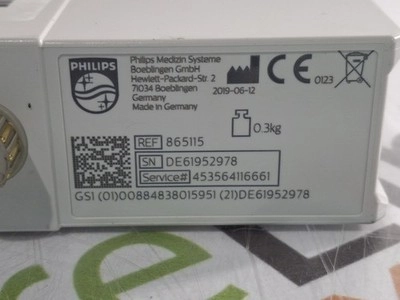 PHILIPS
Philips Medizin Systeme
Boeblingen GmbH
Hewlett-Packard-Str. 2
71034 Boeblingen
Germany
Made in Germany
2019-06-12
CE 0123
0.3kg
REF 865115
SN DE61952978
Service# 453564116661
GS1 (01)00884838015951 (21)DE61952978